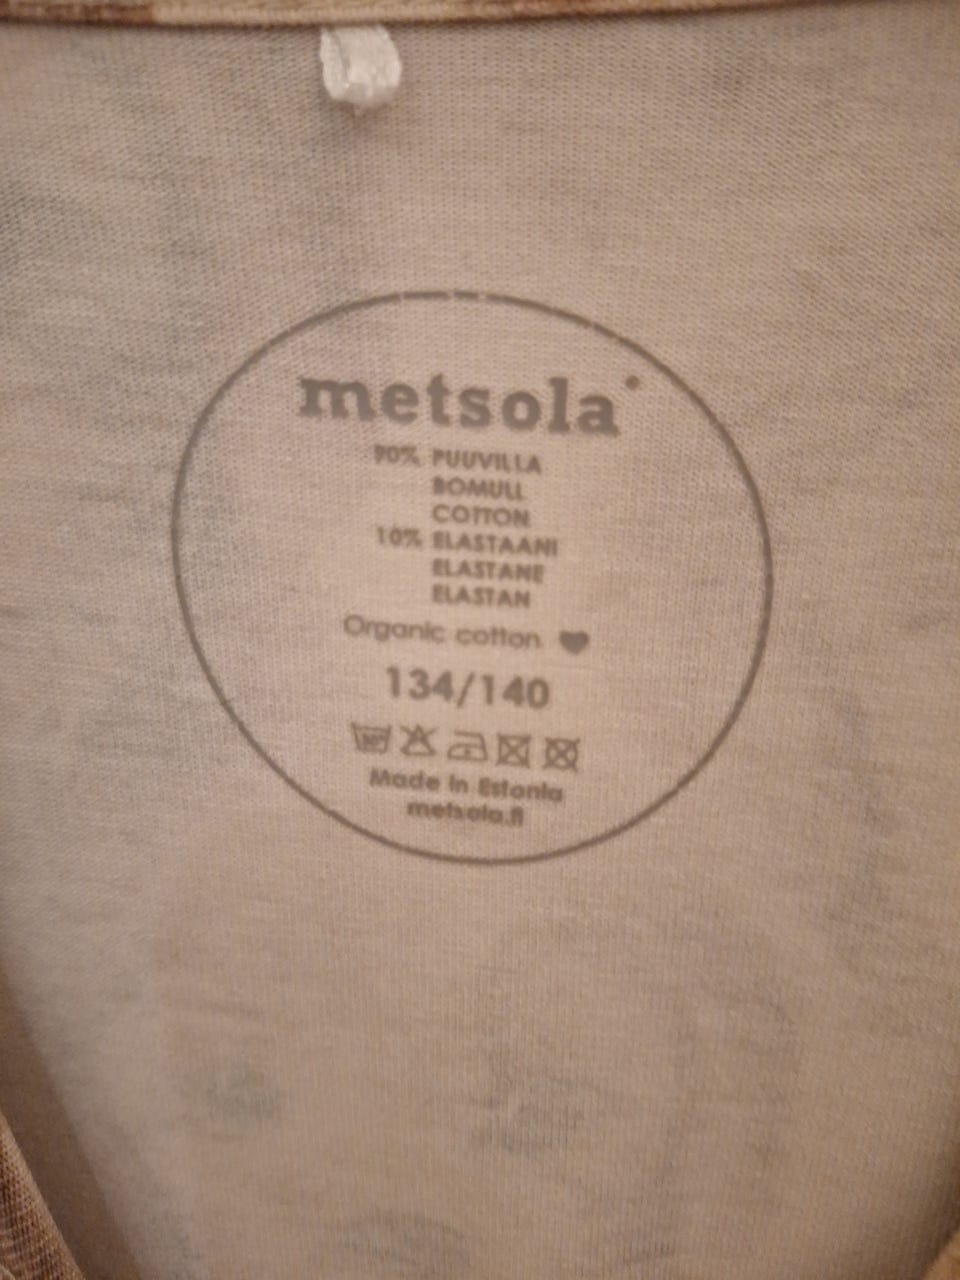 metsola
90% PUUVILLA
BOMULL
COTTON
10% ELASTAANI
ELASTANE
ELASTAN
Organic cotton
134/140
Made in Estonia
metsola.fi